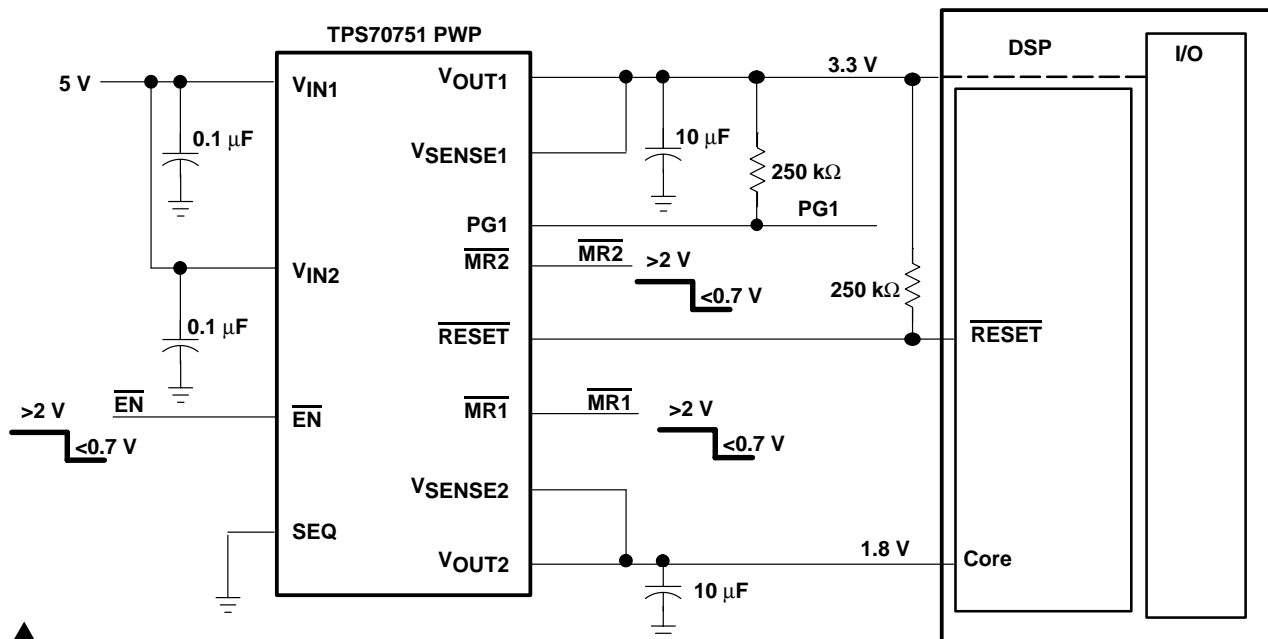 TPS70751 PWP
DSP
I/O
5 V
VIN1
VOUT1
3.3 V
0.1 μF
VSENSE1
10 μF
250 kΩ
PG1
PG1
MR2
MR2
>2 V
<0.7 V
VIN2
250 kΩ
0.1 μF
RESET
RESET
>2 V
<0.7 V
EN
EN
MR1
MR1
>2 V
<0.7 V
VSENSE2
SEQ
VOUT2
1.8 V
Core
10 μF